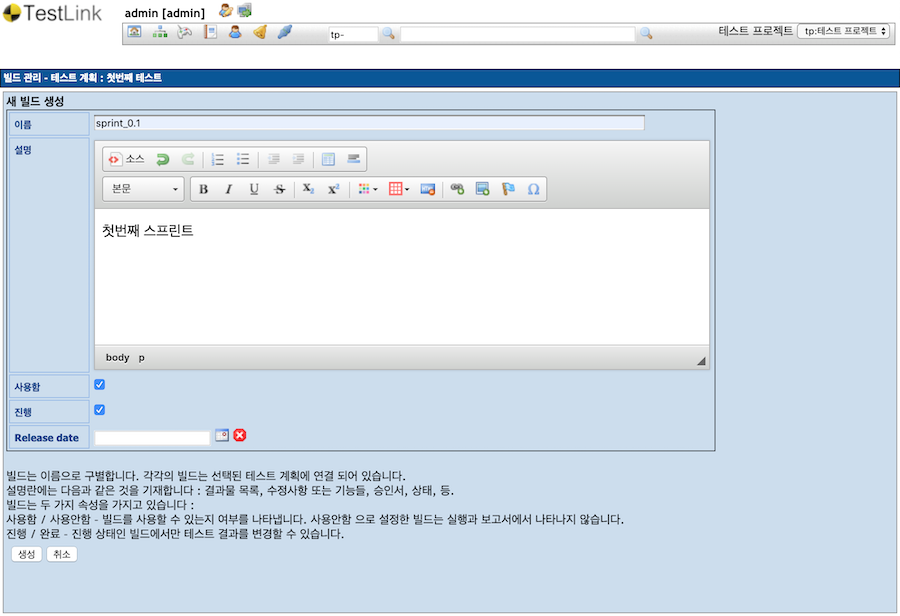 TestLink
admin [admin]
tp-
테스트 프로젝트
tp:테스트 프로젝트
빌드 관리 - 테스트 계획 : 첫번째 테스트
새 빌드 생성
이름
sprint_0.1
설명
소스
본문
B I U S X₂ X² Ω
첫번째 스프린트
body p
사용함
진행
Release date
빌드는 이름으로 구별합니다. 각각의 빌드는 선택된 테스트 계획에 연결 되어 있습니다.
설명란에는 다음과 같은 것을 기재합니다 : 결과물 목록, 수정사항 또는 기능들, 승인서, 상태, 등.
빌드는 두 가지 속성을 가지고 있습니다 :
사용함 / 사용안함 - 빌드를 사용할 수 있는지 여부를 나타냅니다. 사용안함 으로 설정한 빌드는 실행과 보고서에서 나타나지 않습니다.
진행 / 완료 - 진행 상태인 빌드에서만 테스트 결과를 변경할 수 있습니다.
생성 취소